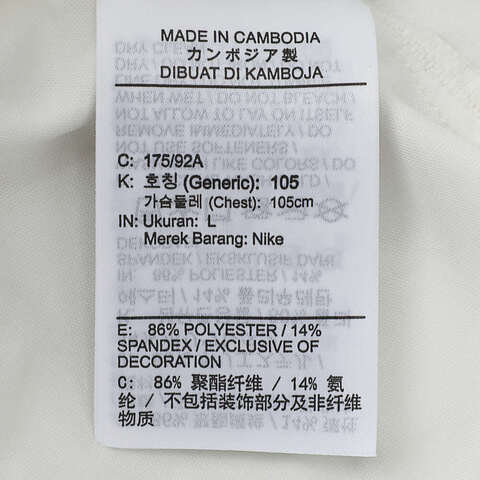 MADE IN CAMBODIA
カンボジア製
DIBUAT DI KAMBOJA
C: 175/92A
K: 호칭 (Generic): 105
가슴둘레 (Chest): 105cm
IN: Ukuran: L
Merek Barang: Nike
E: 86% POLYESTER / 14%
SPANDEX / EXCLUSIVE OF
DECORATION
C: 86% 聚酯纤维 / 14% 氨
纶 / 不包括装饰部分及非纤维
物质